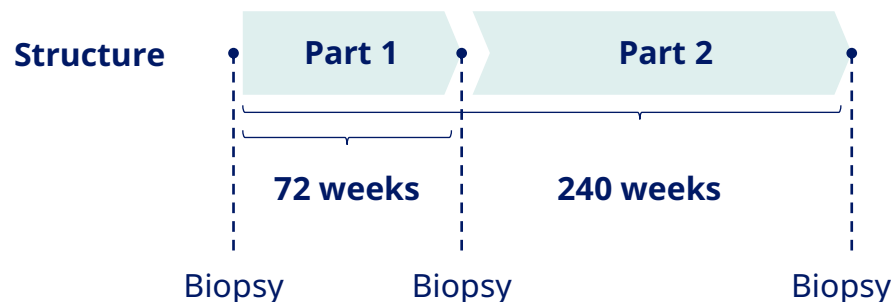 Structure
Part 1
Part 2
72 weeks
240 weeks
Biopsy
Biopsy
Biopsy